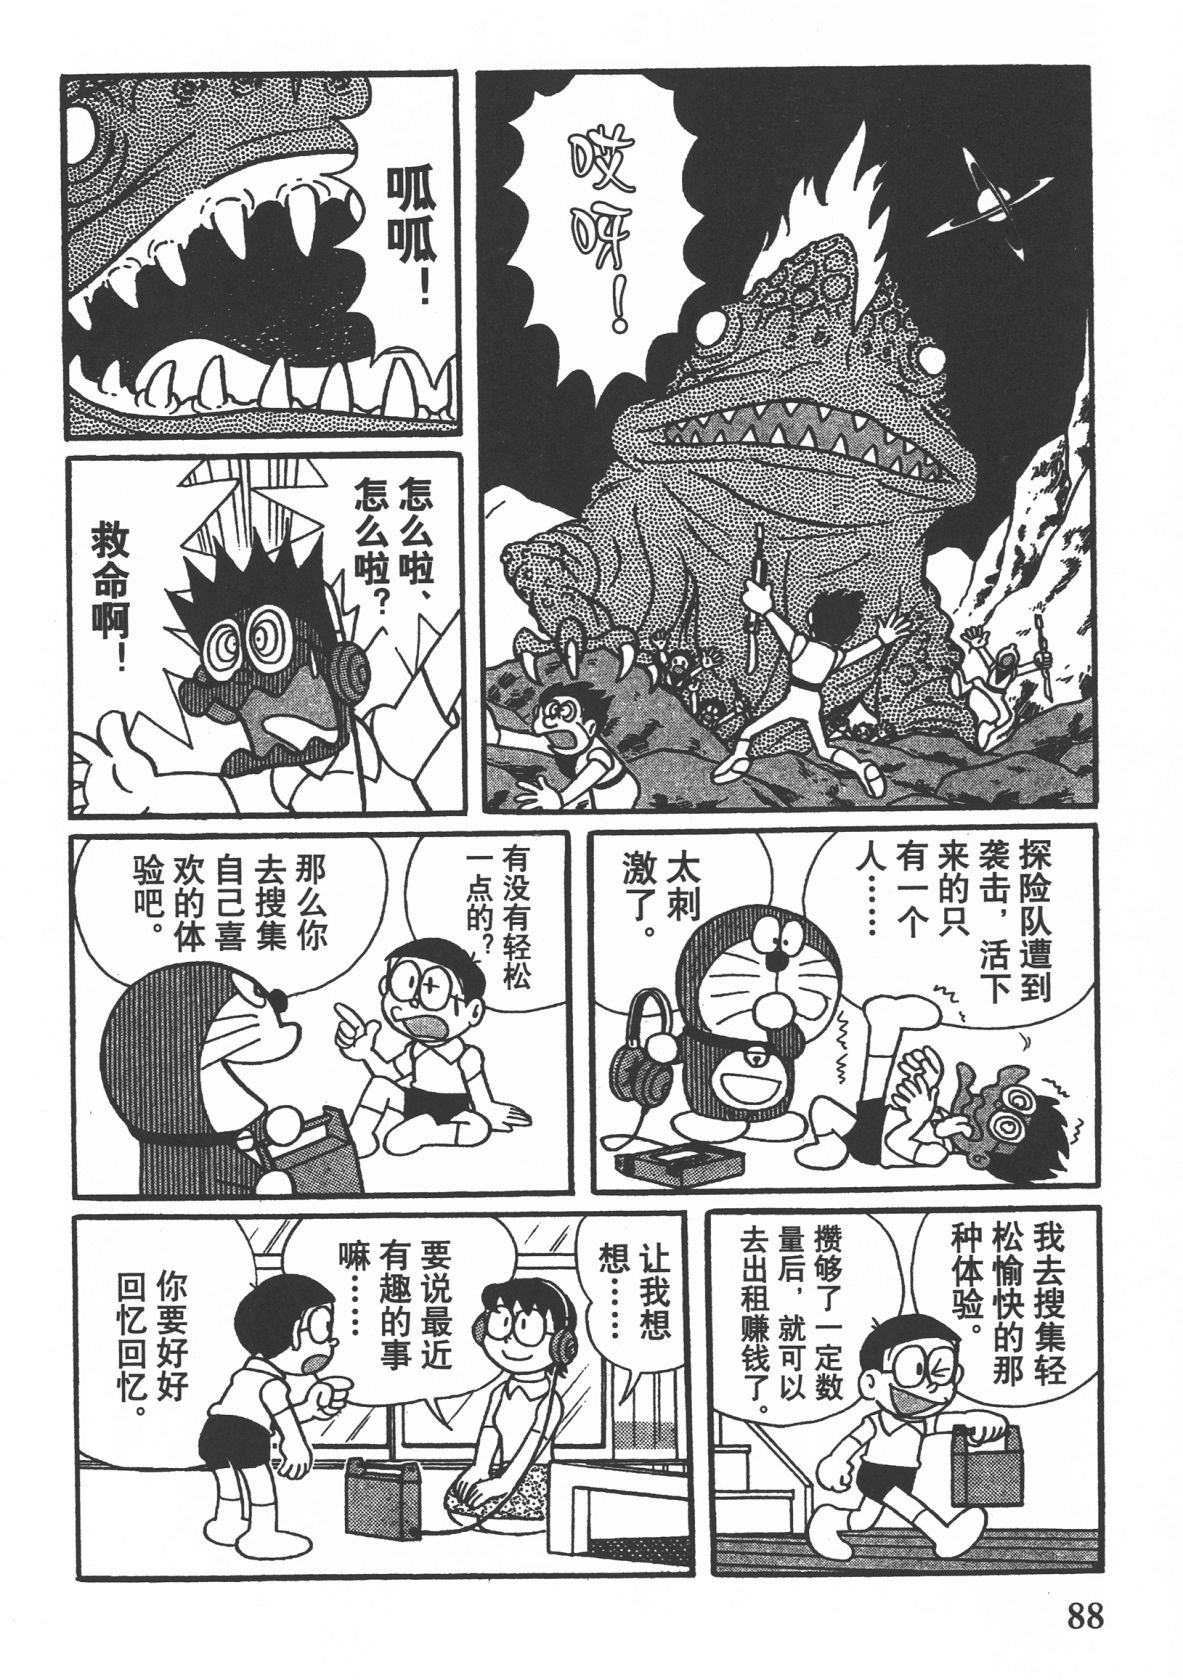 哎呀！
呱呱！
怎么啦、
怎么啦？
救命啊！
探险队遭到
袭击，活下
来的只
有一个
人……
太刺
激了。
有没有轻松
一点的？
那么你
去搜集
自己喜
欢的体
验吧。
我去搜集轻
松愉快的那
种体验。
攒够了一定数
量后，就可以
去出租赚钱了。
让我想
想……
要说最近
有趣的事
嘛……
你要好好
回忆回忆。
88